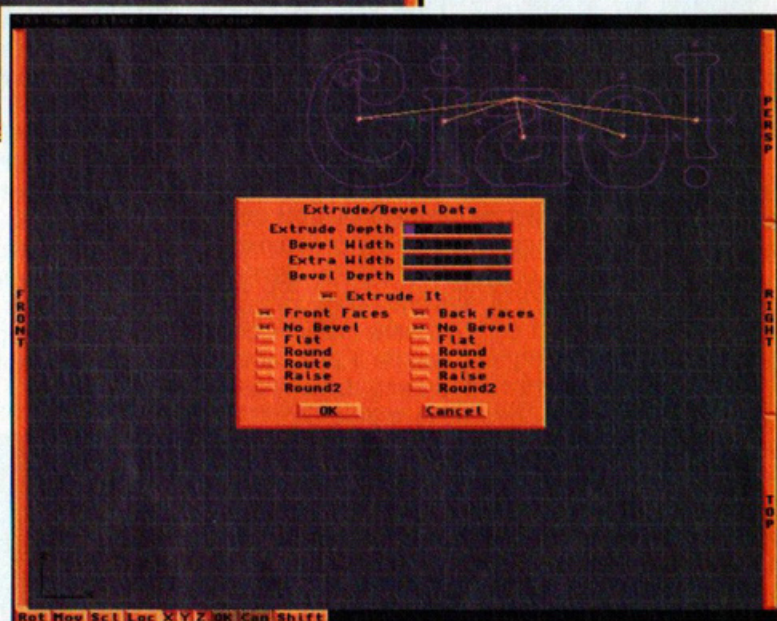 Ciao!
PERSP
Extrude/Bevel Data
Extrude Depth
Bevel Width
Extra Width
Bevel Depth
Extrude It
Front Faces Back Faces
No Bevel No Bevel
Flat Flat
Round Round
Route Route
Raise Raise
Round2 Round2
OK Cancel
FRONT
RIGHT
TOP
Rot Mov Scl Loc X Y Z OK Can Shift